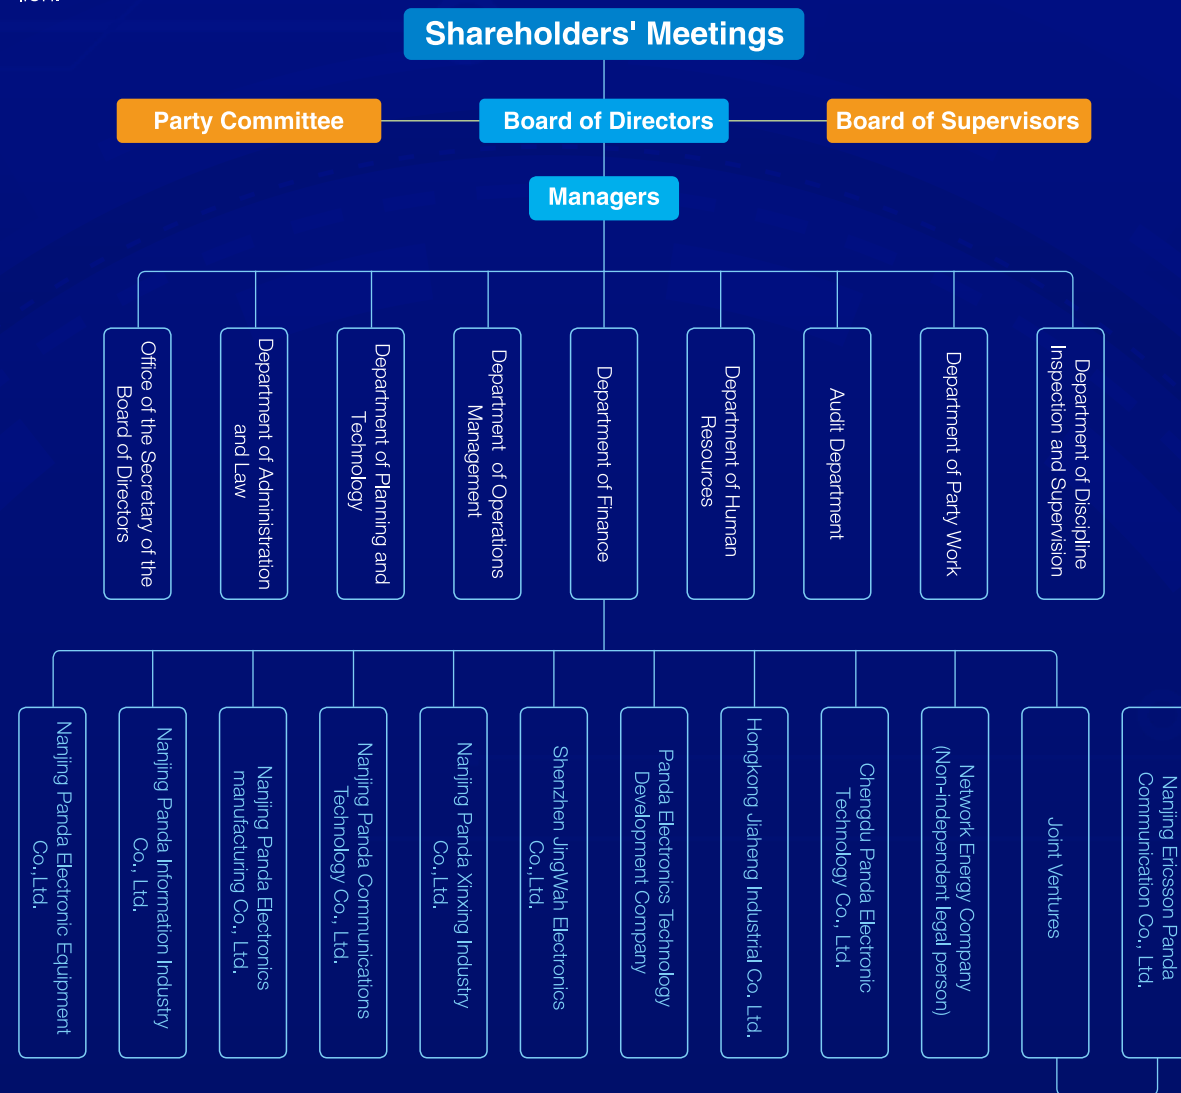 Shareholders' Meetings
Party Committee
Board of Directors
Board of Supervisors
Managers
Office of the Secretary of the
Board of Directors
Department of Administration
and Law
Department of Planning and
Technology
Department of Operations
Management
Department of Finance
Department of Human
Resources
Audit Department
Department of Party Work
Department of Discipline
Inspection and Supervision
Nanjing Panda Electronic Equipment
Co.,Ltd.
Nanjing Panda Information Industry
Co., Ltd.
Nanjing Panda Electronics
manufacturing Co., Ltd.
Nanjing Panda Communications
Technology Co., Ltd.
Nanjing Panda Xinxing Industry
Co.,Ltd.
Shenzhen JingWah Electronics
Co.,Ltd.
Panda Electronics Technology
Development Company
Hongkong Jiaheng Industrial Co. Ltd.
Chengdu Panda Electronic
Technology Co., Ltd.
Network Energy Company
(Non-independent legal person)
Joint Ventures
Nanjing Ericsson Panda
Communication Co., Ltd.